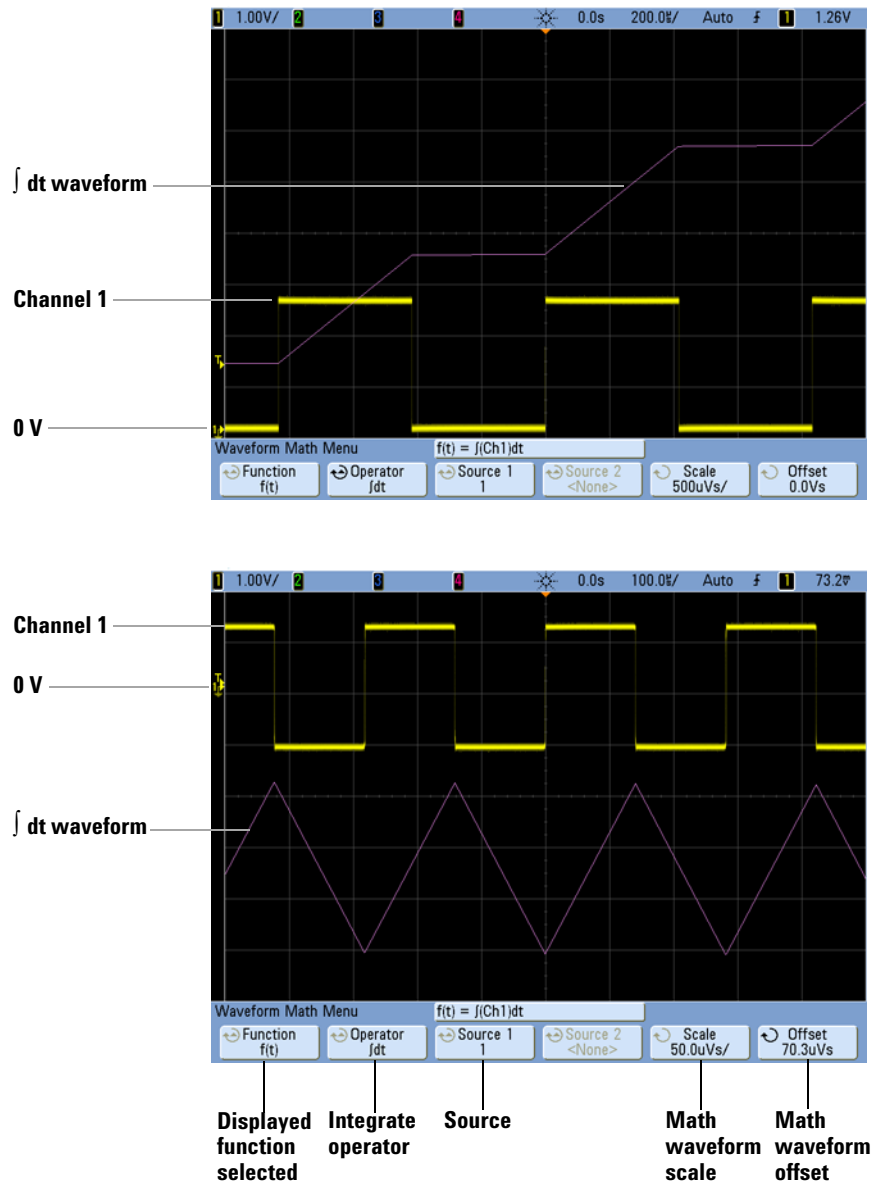 1 1.00V/ 2 3 4 0.0s 200.0µs/ Auto 1 1.26V
∫ dt waveform
Channel 1
T
0 V
1
Waveform Math Menu f(t) = ∫(Ch1)dt
Function Operator Source 1 Source 2 Scale Offset
f(t) ∫dt 1 <None> 500uVs/ 0.0Vs
1 1.00V/ 2 3 4 0.0s 100.0µs/ Auto 1
Channel 1
T
0 V
1
∫ dt waveform
Waveform Math Menu f(t) = ∫(Ch1)dt
Function Operator Source 1 Source 2 Scale Offset
f(t) ∫dt 1 <None> 50.0uVs/ 70.3uVs
Displayed Integrate Source Math Math
function operator waveform waveform
selected scale offset